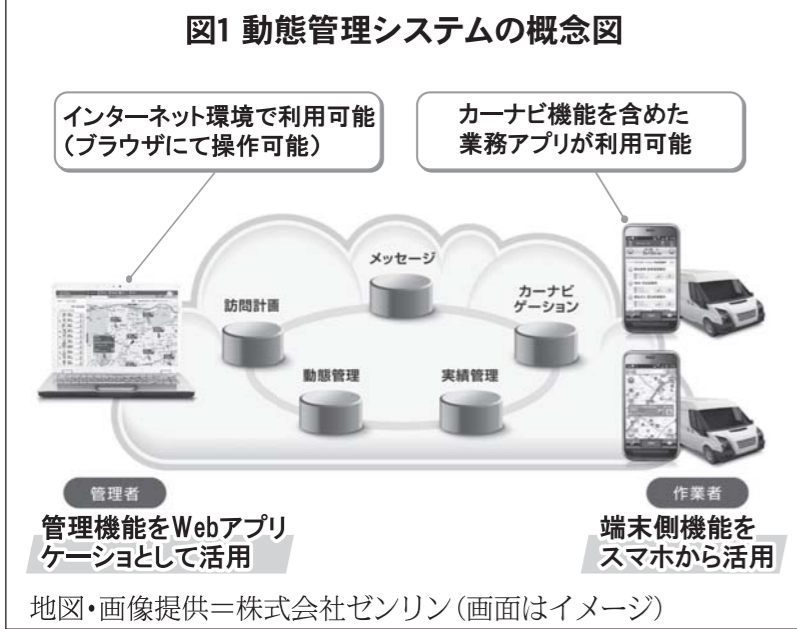 図1 動態管理システムの概念図
インターネット環境で利用可能
（ブラウザにて操作可能）
カーナビ機能を含めた
業務アプリが利用可能
メッセージ
訪問計画
カーナビ
ゲーション
動態管理
実績管理
管理者
作業者
管理機能をWebアプリ
ケーショとして活用
端末側機能を
スマホから活用
地図・画像提供＝株式会社ゼンリン（画面はイメージ）